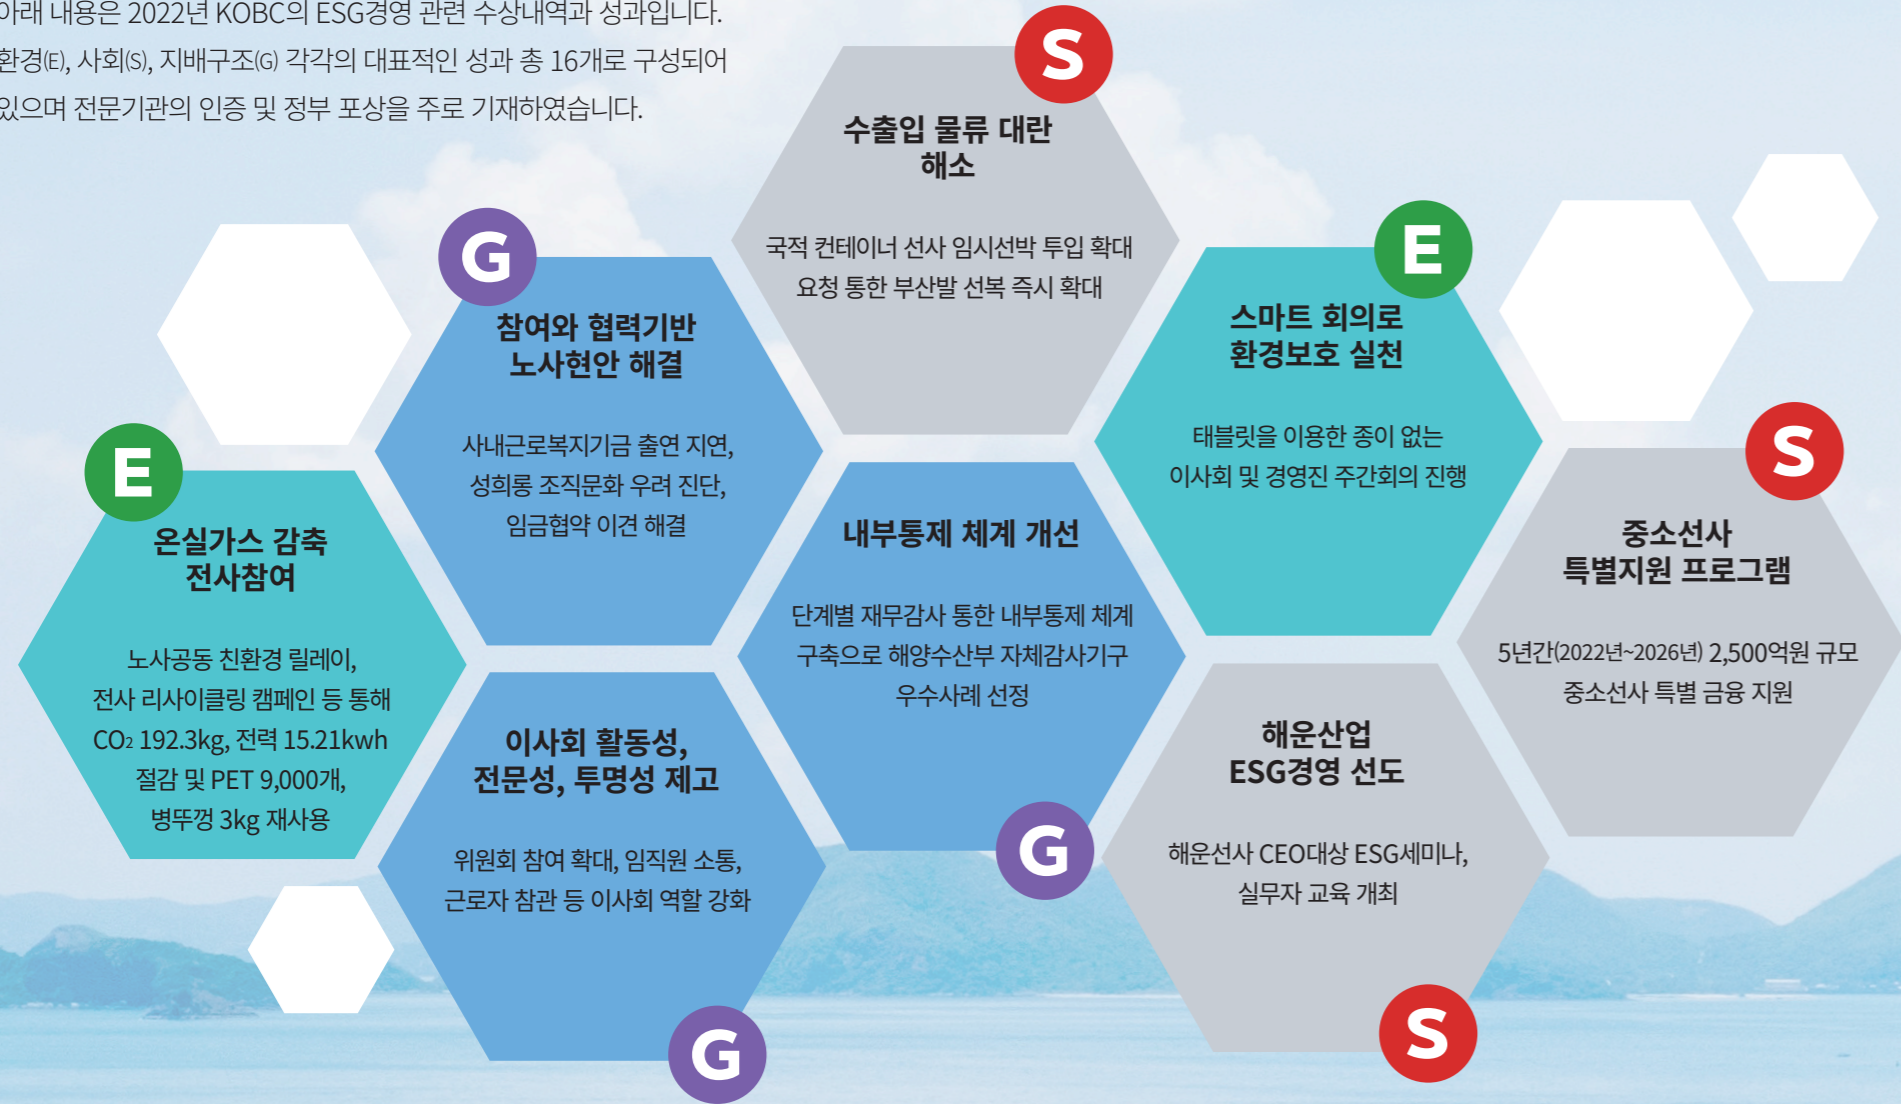 아래 내용은 2022년 KOBC의 ESG경영 관련 수상내역과 성과입니다.
환경(E), 사회(S), 지배구조(G) 각각의 대표적인 성과 총 16개로 구성되어
있으며 전문기관의 인증 및 정부 포상을 주로 기재하였습니다.
S
수출입 물류 대란
해소
국적 컨테이너 선사 임시선박 투입 확대
요청 통한 부산발 선복 즉시 확대
G
참여와 협력기반
노사현안 해결
사내근로복지기금 출연 지연,
성희롱 조직문화 우려 진단,
임금협약 이견 해결
E
스마트 회의로
환경보호 실천
태블릿을 이용한 종이 없는
이사회 및 경영진 주간회의 진행
E
온실가스 감축
전사참여
노사공동 친환경 릴레이,
전사 리사이클링 캠페인 등 통해
CO₂ 192.3kg, 전력 15.21kwh
절감 및 PET 9,000개,
병뚜껑 3kg 재사용
내부통제 체계 개선
단계별 재무감사 통한 내부통제 체계
구축으로 해양수산부 자체감사기구
우수사례 선정
G
S
중소선사
특별지원 프로그램
5년간(2022년~2026년) 2,500억원 규모
중소선사 특별 금융 지원
이사회 활동성,
전문성, 투명성 제고
위원회 참여 확대, 임직원 소통,
근로자 참관 등 이사회 역할 강화
G
해운산업
ESG경영 선도
해운선사 CEO대상 ESG세미나,
실무자 교육 개최
S